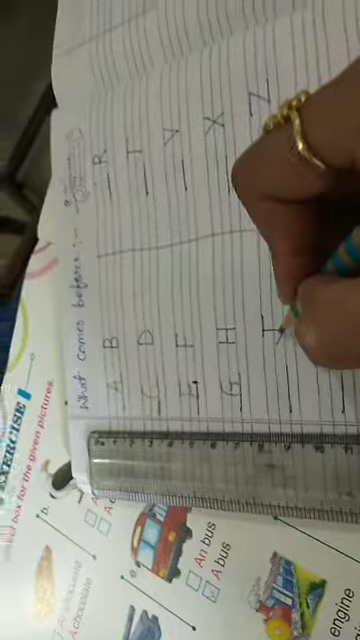 What comes before :-
A B _ R
C D _ T
E F _ V
G H _ X
_ I _ Z
EXERCISE
box for the given pictures.
b.
A chocolate
e.
An bus
A bus
engine